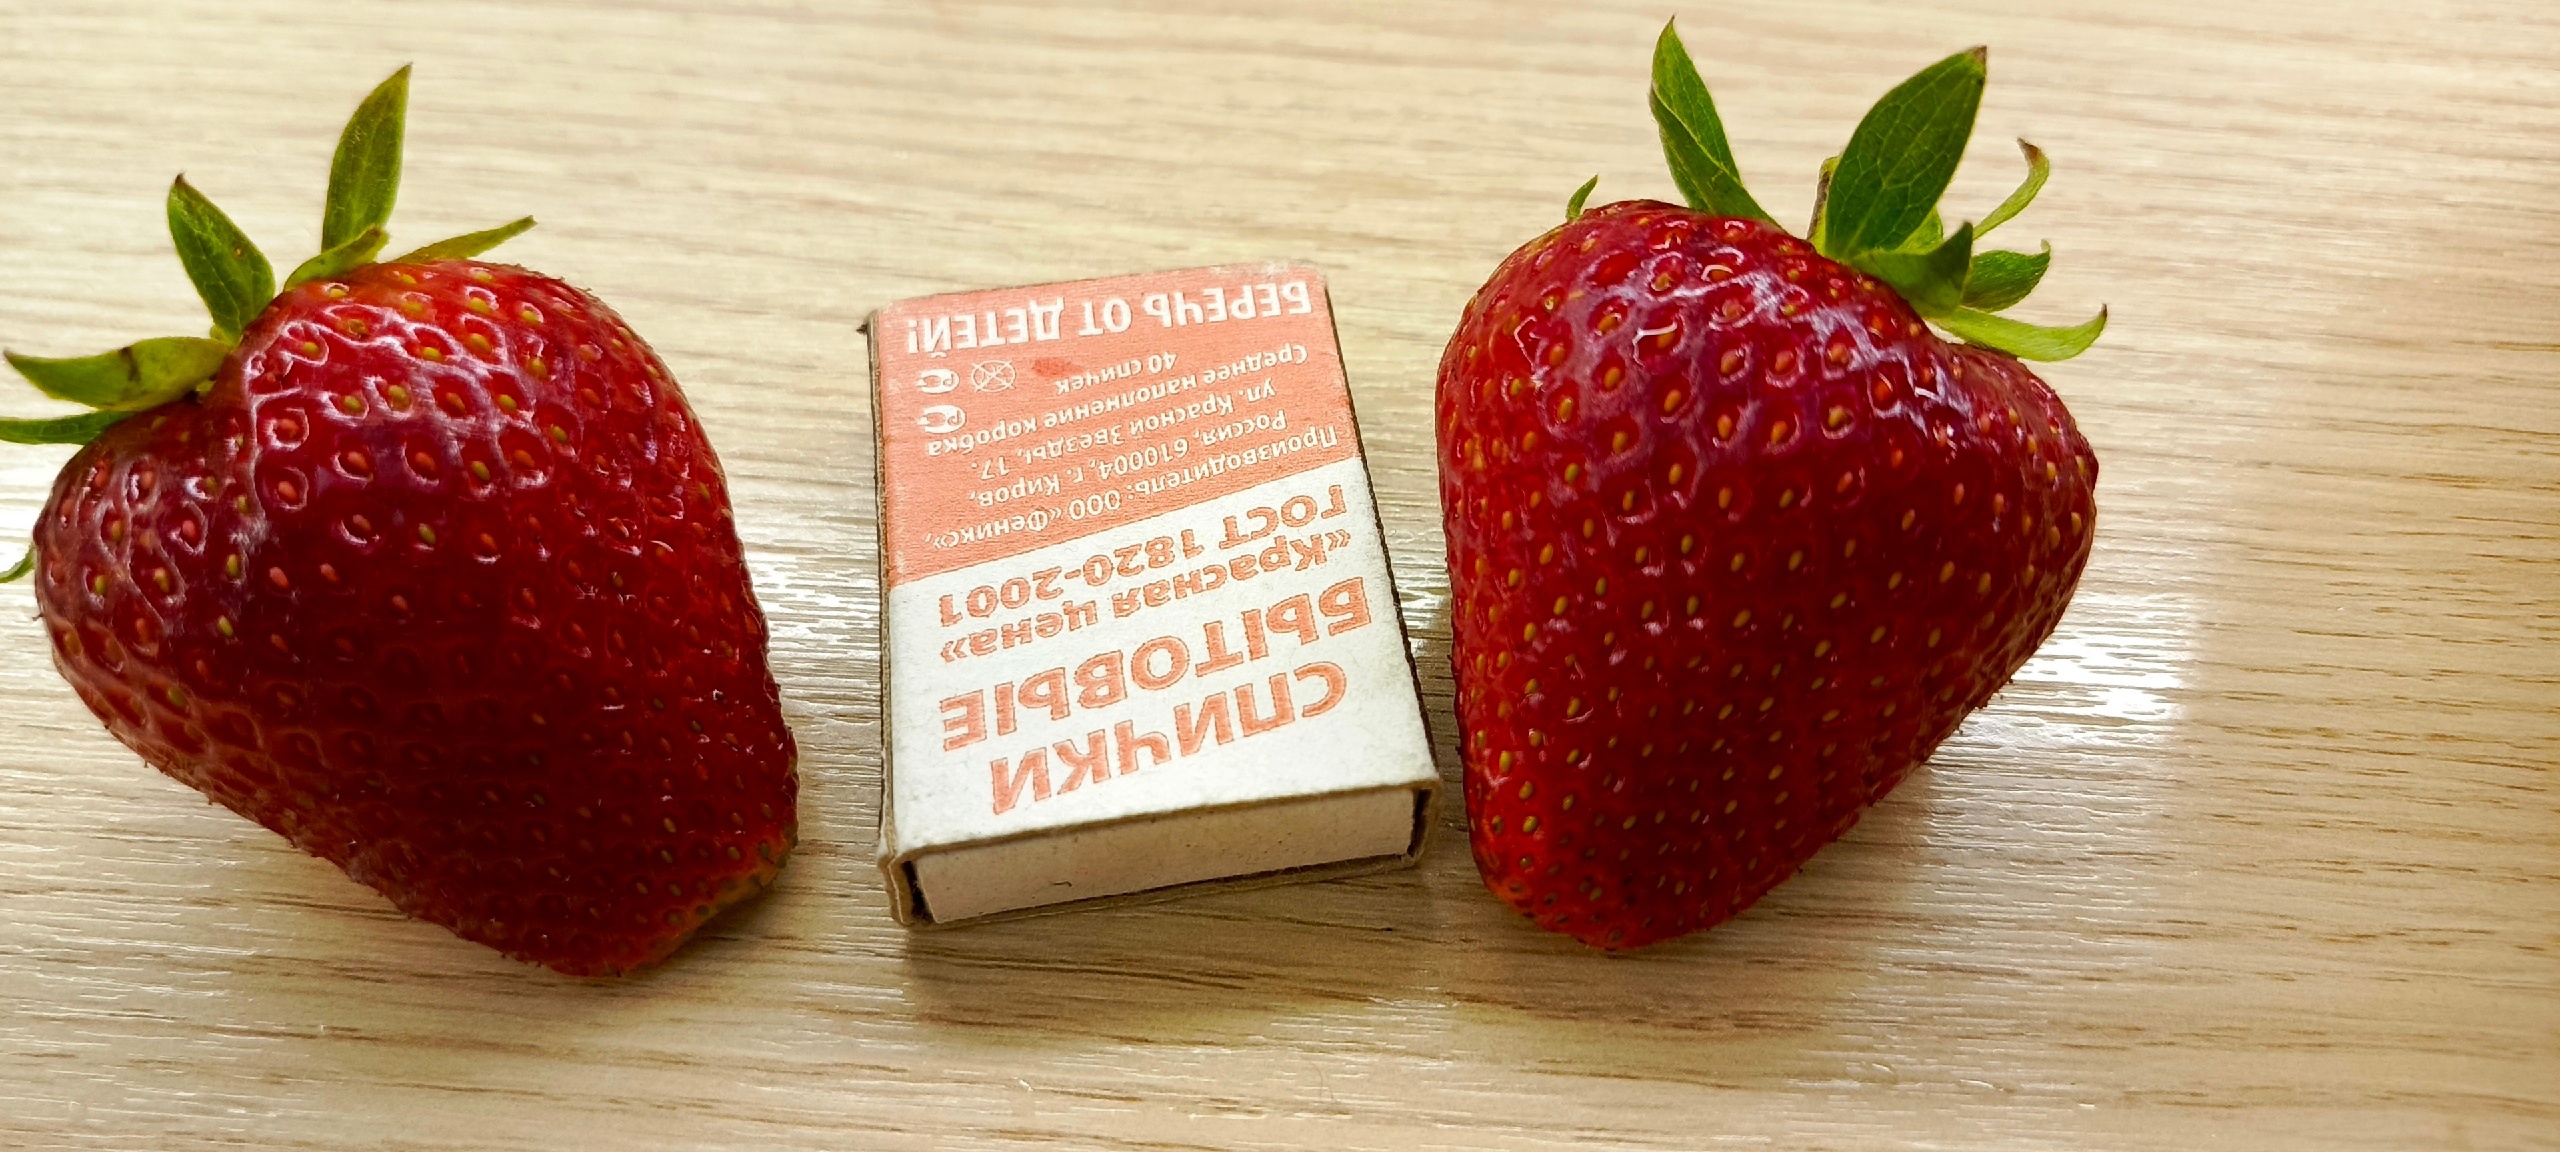 СПИЧКИ
БЫТОВЫЕ
«Красная цена»
ГОСТ 1820-2001
Производитель: ООО «Феникс»,
Россия, 610004, г. Киров,
ул. Красной Звезды, 17.
Среднее наполнение коробка
40 спичек
БЕРЕЧЬ ОТ ДЕТЕЙ!